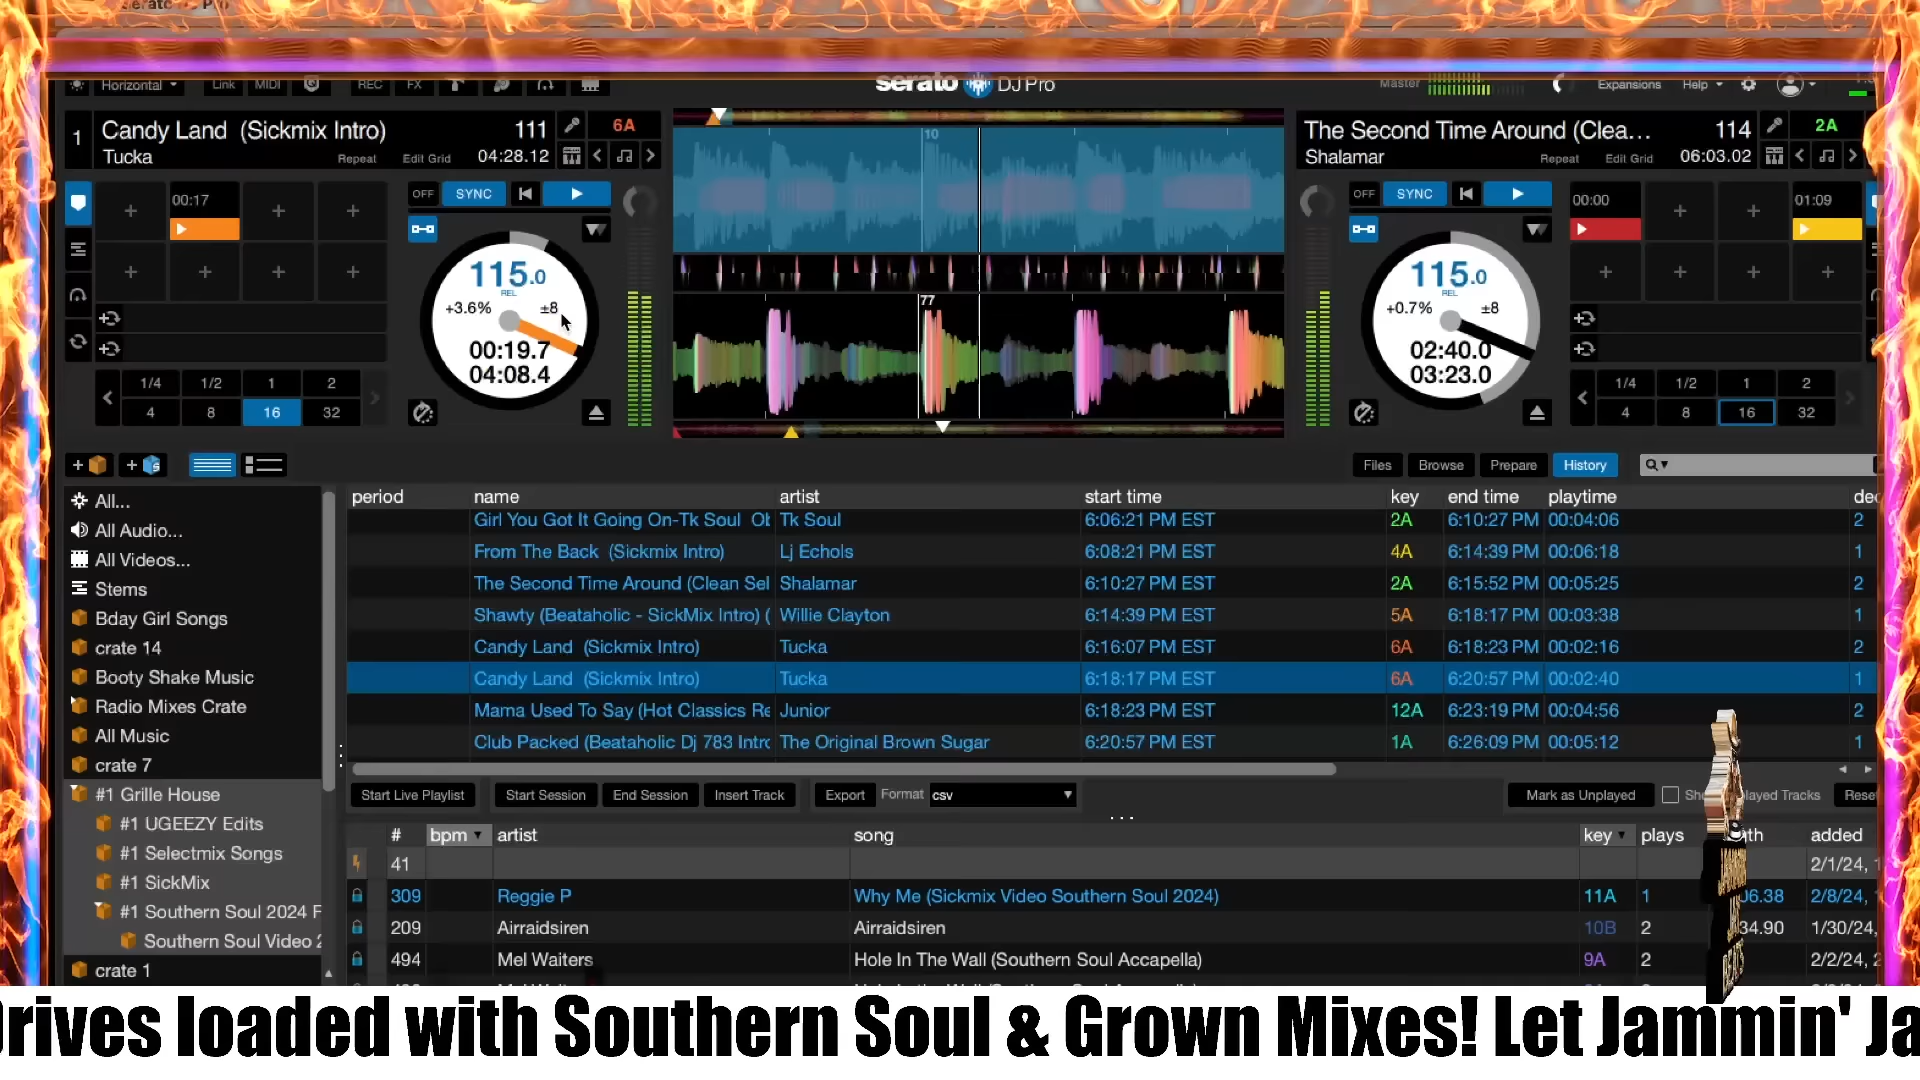 Horizontal
Link MIDI REC FX
serato DJ Pro
Master
Expansions Help
1
Candy Land (Sickmix Intro) 111 6A
Tucka Repeat Edit Grid 04:28.12
00:17
OFF SYNC
115.0
REL
+3.6% ±8
00:19.7
04:08.4
1/4 1/2 1 2
4 8 16 32
10
77
The Second Time Around (Clea... 114 2A
Shalamar Repeat Edit Grid 06:03.02
OFF SYNC
00:00 01:09
115.0
REL
+0.7% ±8
02:40.0
03:23.0
1/4 1/2 1 2
4 8 16 32
Files Browse Prepare History
All...
All Audio...
All Videos...
Stems
Bday Girl Songs
crate 14
Booty Shake Music
Radio Mixes Crate
All Music
crate 7
#1 Grille House
#1 UGEEZY Edits
#1 Selectmix Songs
#1 SickMix
#1 Southern Soul 2024 F
Southern Soul Video 2
crate 1
period name artist start time key end time playtime dec
Girl You Got It Going On-Tk Soul Tk Soul 6:06:21 PM EST 2A 6:10:27 PM 00:04:06 2
From The Back (Sickmix Intro) Lj Echols 6:08:21 PM EST 4A 6:14:39 PM 00:06:18 1
The Second Time Around (Clean Sel Shalamar 6:10:27 PM EST 2A 6:15:52 PM 00:05:25 2
Shawty (Beataholic - SickMix Intro) ( Willie Clayton 6:14:39 PM EST 5A 6:18:17 PM 00:03:38 1
Candy Land (Sickmix Intro) Tucka 6:16:07 PM EST 6A 6:18:23 PM 00:02:16 2
Candy Land (Sickmix Intro) Tucka 6:18:17 PM EST 6A 6:20:57 PM 00:02:40 1
Mama Used To Say (Hot Classics Re Junior 6:18:23 PM EST 12A 6:23:19 PM 00:04:56 2
Club Packed (Beataholic Dj 783 Intro The Original Brown Sugar 6:20:57 PM EST 1A 6:26:09 PM 00:05:12 1
Start Live Playlist Start Session End Session Insert Track Export Format csv Mark as Unplayed Played Tracks Reset
# bpm artist song key plays added
41 2/1/24,
309 Reggie P Why Me (Sickmix Video Southern Soul 2024) 11A 1 06.38 2/8/24,
209 Airraidsiren Airraidsiren 10B 2 34.90 1/30/24,
494 Mel Waiters Hole In The Wall (Southern Soul Accapella) 9A 2 2/2/24, 2
Drives loaded with Southern Soul & Grown Mixes! Let Jammin' Ja